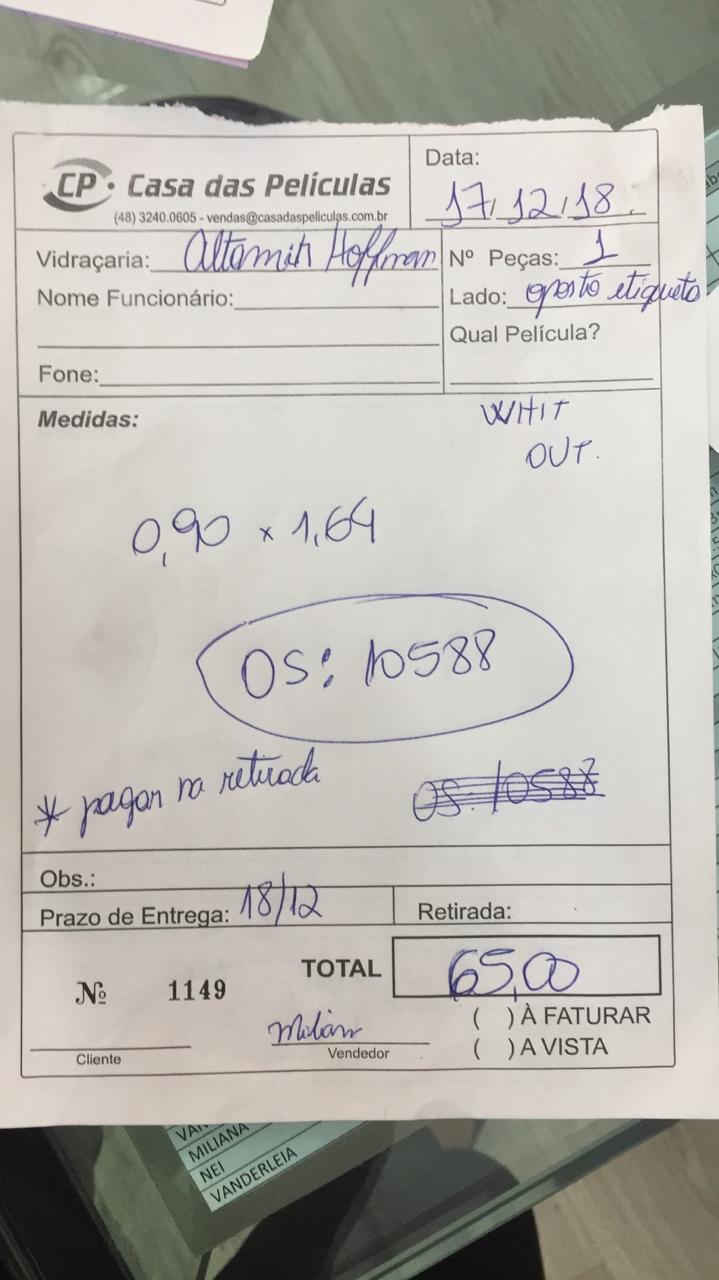 CP. Casa das Películas
(48) 3240.0605 - vendas@casadaspeliculas.com.br
Data: 17/12/18
Vidraçaria: Altamir Hoffman
Nº Peças: 1
Nome Funcionário:
Lado: oposto etiqueta
Qual Película?
Fone:
Medidas:
WHIT
OUT.
0,90 x 1,64
OS: 10588
* pagar na retirada
OS: 10588
Obs.:
Prazo de Entrega: 18/12
Retirada:
Nº 1149
TOTAL 65,00
( ) À FATURAR
( ) A VISTA
Cliente
Vendedor
MILIANA
NEI
VANDERLEIA